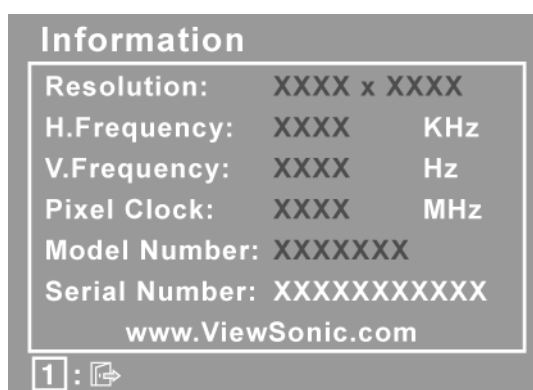 Information
Resolution: XXXX x XXXX
H.Frequency: XXXX KHz
V.Frequency: XXXX Hz
Pixel Clock: XXXX MHz
Model Number: XXXXXXX
Serial Number: XXXXXXXXXXX
www.ViewSonic.com
1 :